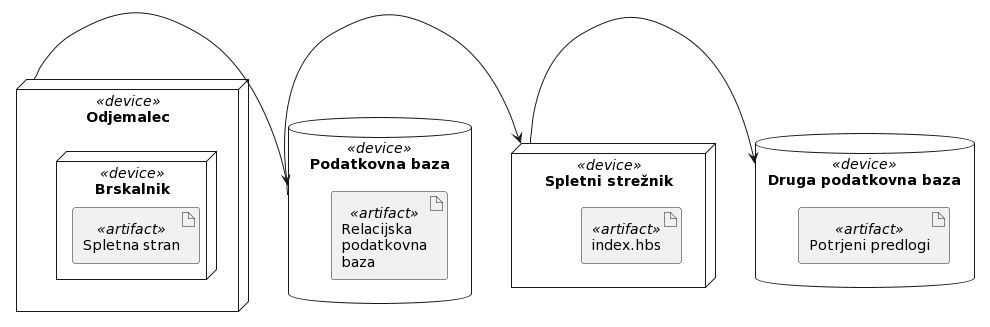 «device»
Odjemalec
«device»
Brskalnik
«artifact»
Spletna stran
«device»
Podatkovna baza
«artifact»
Relacijska
podatkovna
baza
«device»
Spletni strežnik
«artifact»
index.hbs
«device»
Druga podatkovna baza
«artifact»
Potrjeni predlogi